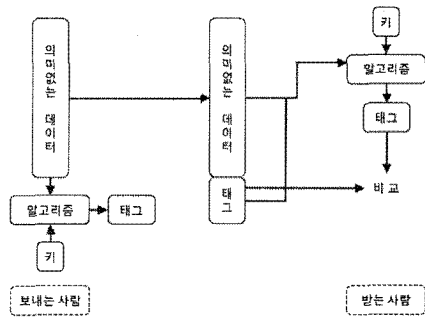 의미없는 데이터
의미없는 데이터
키
알고리즘
태그
비교
태그
알고리즘
태그
키
보내는 사람
받는 사람